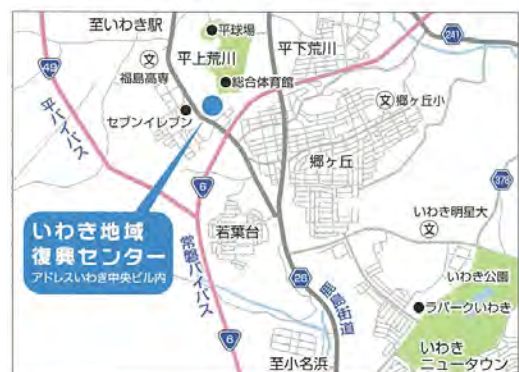 至いわき駅
平球場
平上荒川
平下荒川
241
49
福島高専
総合体育館
文
文
郷ヶ丘小
セブンイレブン
平バイパス
郷ヶ丘
378
6
いわき地域
復興センター
アドレスいわき中央ビル内
若葉台
いわき明星大
文
常磐バイパス
26
鹿島街道
いわき公園
ラパークいわき
6
いわき
ニュータウン
至小名浜